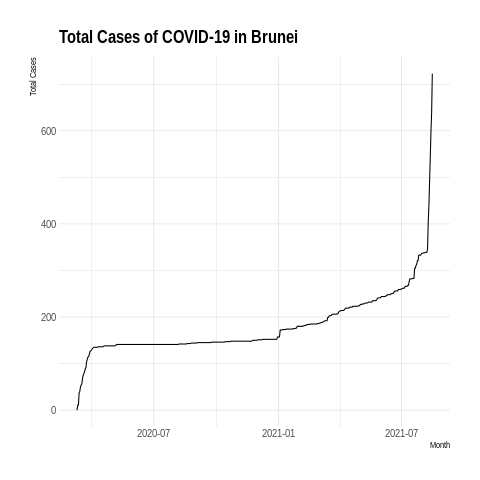 Total Cases of COVID-19 in Brunei
Total Cases
600
400
200
0
2020-07
2021-01
2021-07
Month